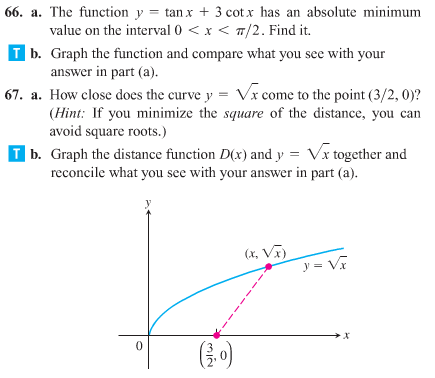 66. a. The function y = tan x + 3 cot x has an absolute minimum
value on the interval 0 < x < π/2. Find it.
T b. Graph the function and compare what you see with your
answer in part (a).
67. a. How close does the curve y = √x come to the point (3/2, 0)?
(Hint: If you minimize the square of the distance, you can
avoid square roots.)
T b. Graph the distance function D(x) and y = √x together and
reconcile what you see with your answer in part (a).
y
(x, √x)
y = √x
x
0
(3/2, 0)